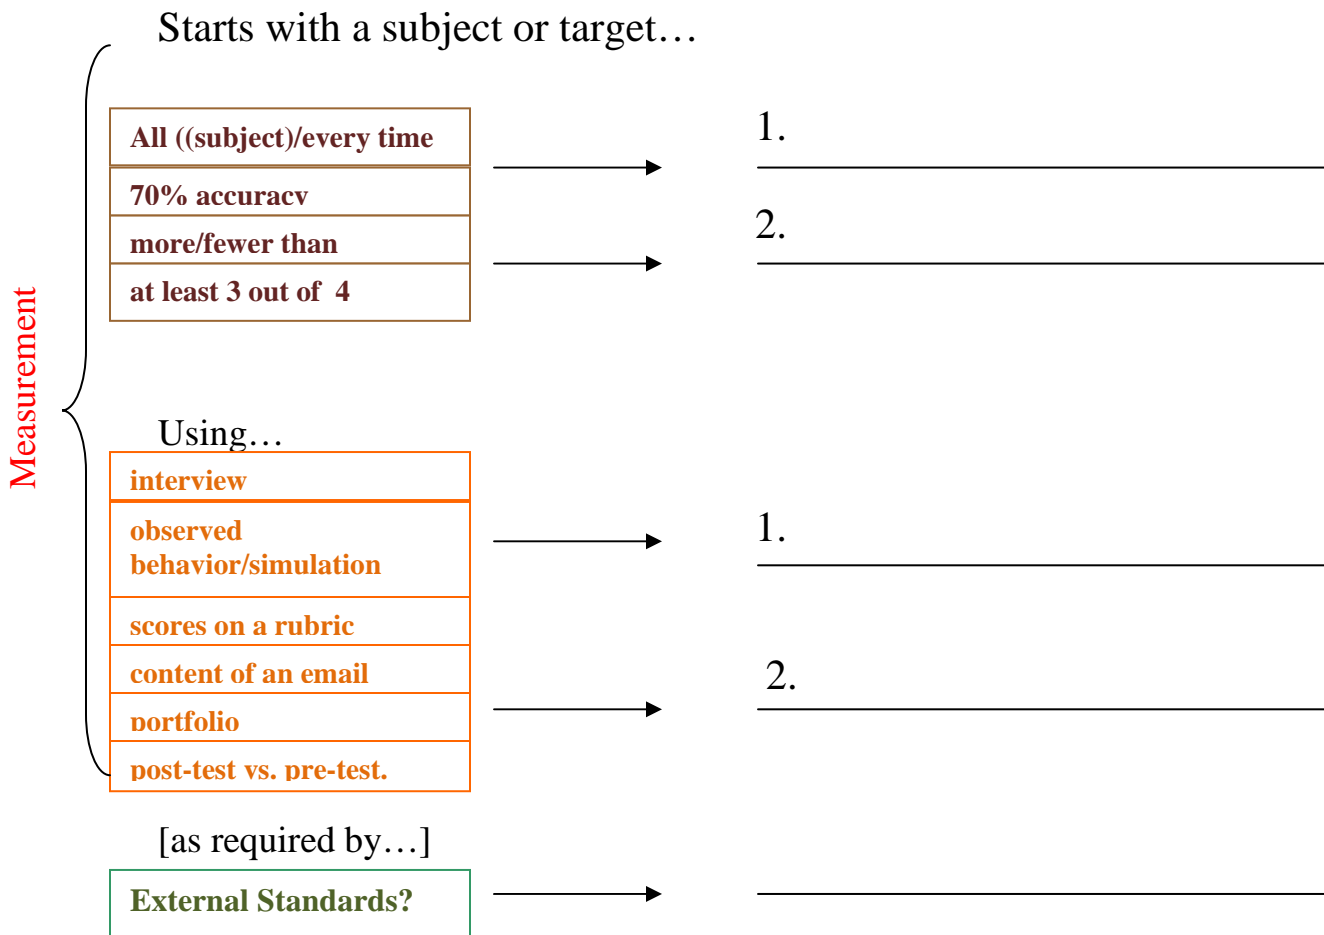 Starts with a subject or target…
All ((subject)/every time
70% accuracy
more/fewer than
at least 3 out of 4
1.
2.
Measurement
Using…
interview
observed
behavior/simulation
scores on a rubric
content of an email
portfolio
post-test vs. pre-test.
1.
2.
[as required by…]
External Standards?